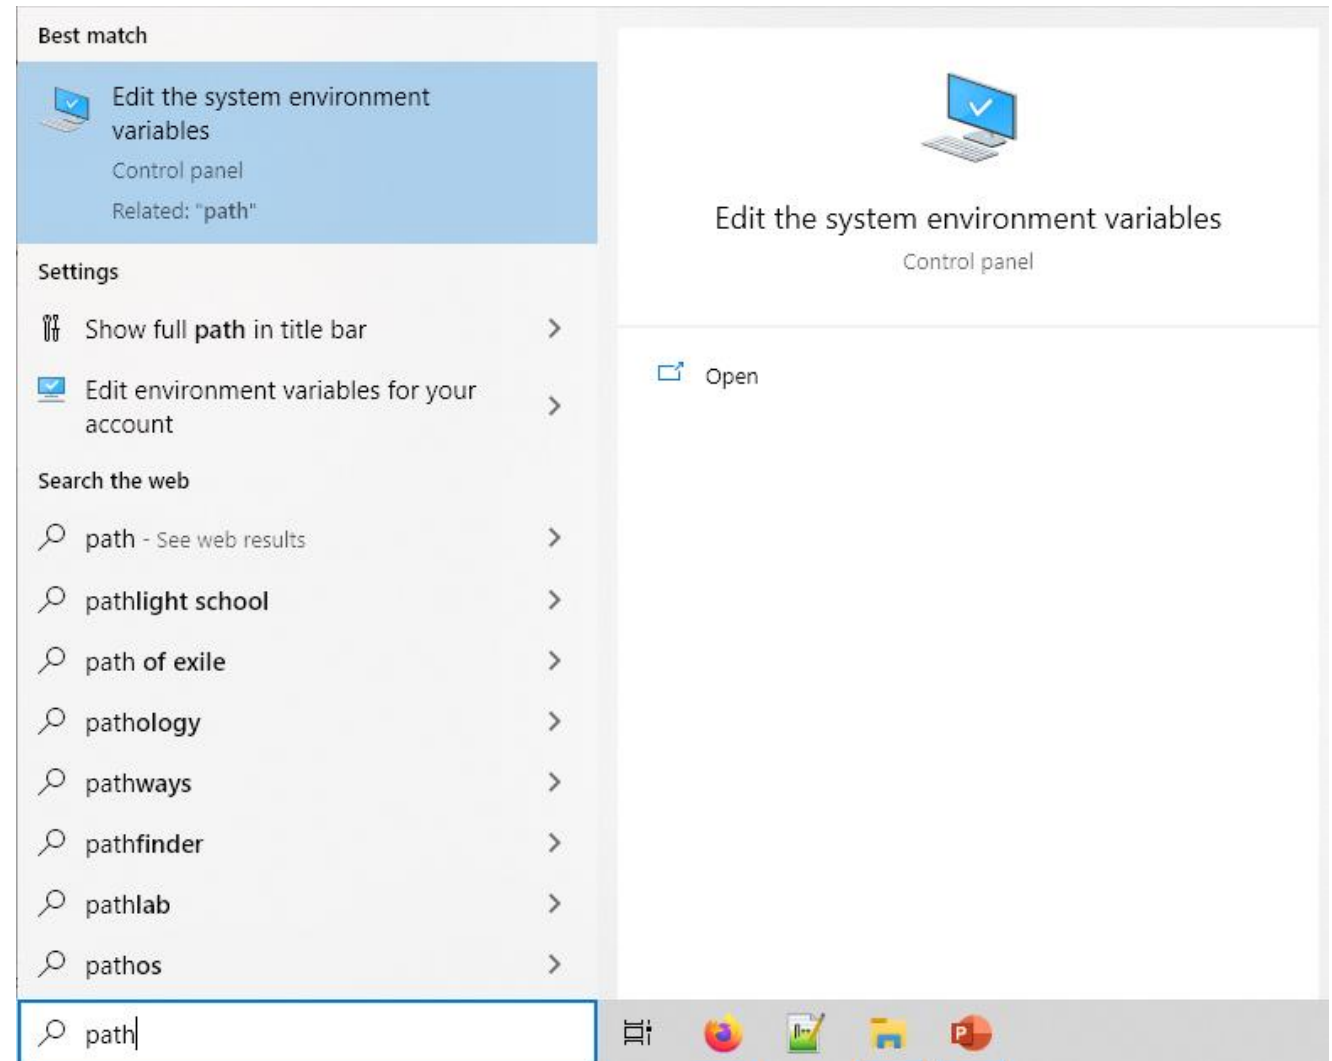 Best match
Edit the system environment
variables
Control panel
Related: "path"
Settings
Show full path in title bar
Edit environment variables for your
account
Search the web
path - See web results
pathlight school
path of exile
pathology
pathways
pathfinder
pathlab
pathos
path
Edit the system environment variables
Control panel
Open